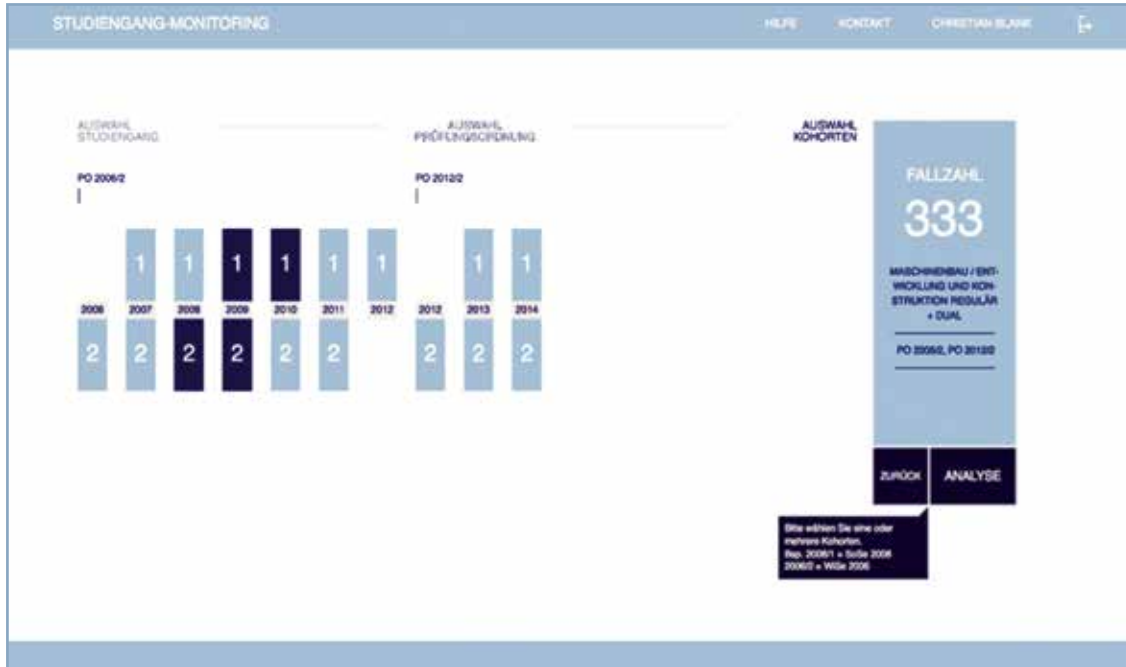 STUDIENGANG-MONITORING
HILFE KONTAKT CHRISTIAN BLANK
AUSWAHL
STUDIENGANG
AUSWAHL
PRÜFUNGSORDNUNG
AUSWAHL
KOHORTEN
PO 2006/2
PO 2012/2
1 1 1 1 1 1 1 1
2006 2007 2008 2009 2010 2011 2012 2012 2013 2014
2 2 2 2 2 2 2 2 2
FALLZAHL
333
MASCHINENBAU / ENT-
WICKLUNG UND KON-
STRUKTION REGULÄR
+ DUAL
PO 2006/2, PO 2012/2
ZURÜCK
ANALYSE
Bitte wählen Sie eine oder
mehrere Kohorten.
Bsp. 2006/1 = SoSe 2006
2006/2 = WiSe 2006